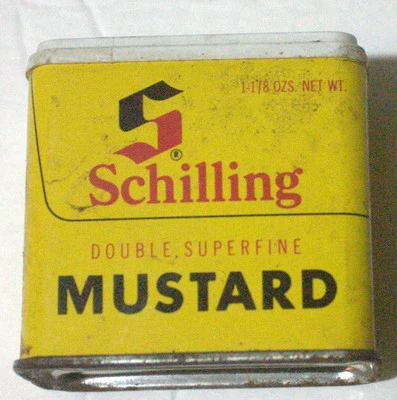 1-1/8 OZS. NET WT.
S
®
Schilling
DOUBLE SUPERFINE
MUSTARD